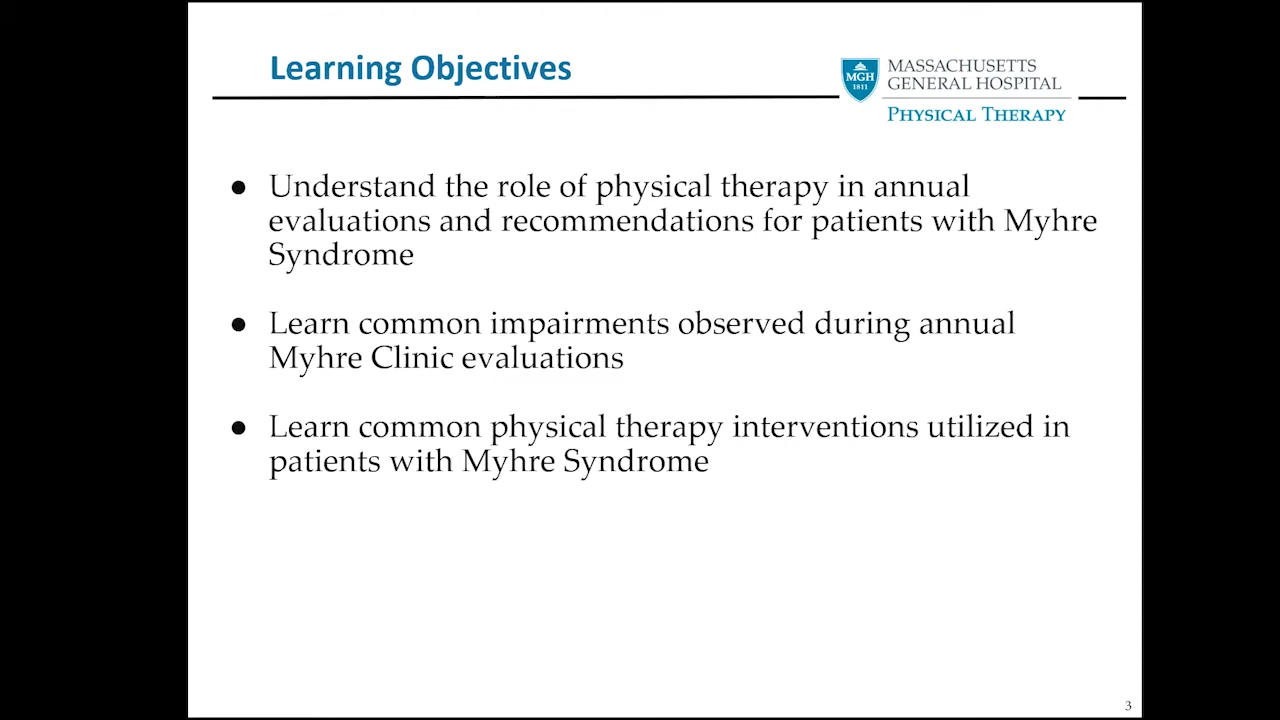 Learning Objectives
MGH
1811
MASSACHUSETTS
GENERAL HOSPITAL
PHYSICAL THERAPY
● Understand the role of physical therapy in annual
evaluations and recommendations for patients with Myhre
Syndrome
● Learn common impairments observed during annual
Myhre Clinic evaluations
● Learn common physical therapy interventions utilized in
patients with Myhre Syndrome
3